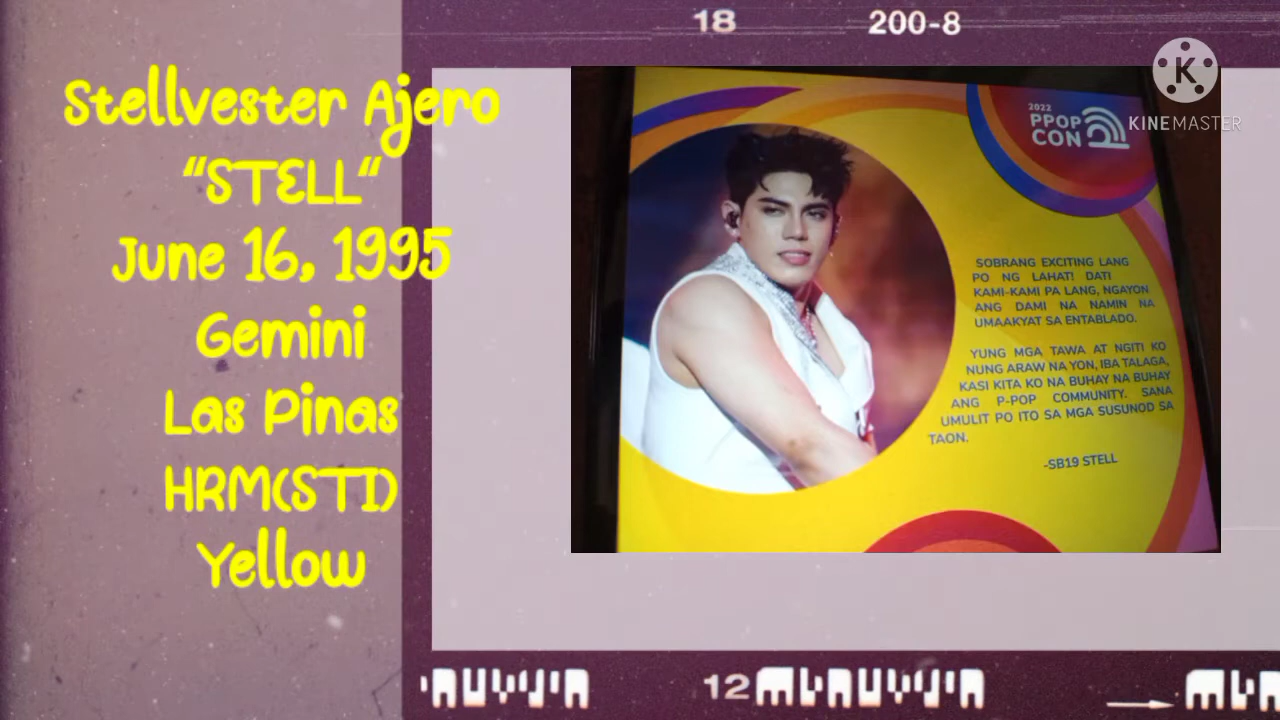 18 200-8
KINEMASTER
Stellvester Ajero
"STELL"
June 16, 1995
Gemini
Las Pinas
HRM(STI)
Yellow
2022
PPOP
CON
SOBRANG EXCITING LANG
PO NG LAHAT! DATI
KAMI-KAMI PA LANG, NGAYON
ANG DAMI NA NAMIN NA
UMAAKYAT SA ENTABLADO.
YUNG MGA TAWA AT NGITI KO
NUNG ARAW NA YON, IBA TALAGA,
KASI KITA KO NA BUHAY NA BUHAY
ANG P-POP COMMUNITY. SANA
UMULIT PO ITO SA MGA SUSUNOD SA
TAON.
-SB19 STELL
12